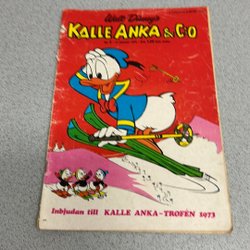 Walt Disney's
KALLE ANKA & C:O
Inbjudan till KALLE ANKA-TROFÉN 1973